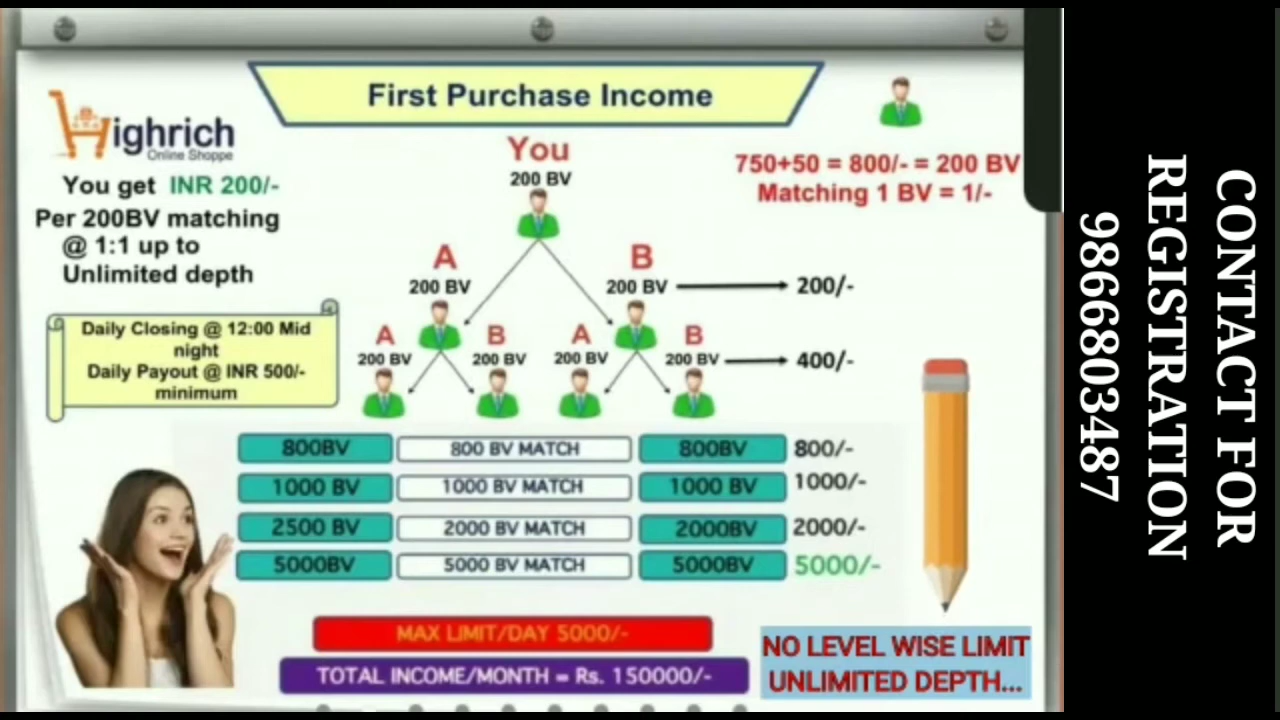 First Purchase Income
Highrich
Online Shoppe
You get INR 200/-
Per 200BV matching
@ 1:1 up to
Unlimited depth
Daily Closing @ 12:00 Mid
night
Daily Payout @ INR 500/-
minimum
You
200 BV
750+50 = 800/- = 200 BV
Matching 1 BV = 1/-
A
B
200 BV
200 BV
200/-
A
B
A
B
200 BV
200 BV
200 BV
200 BV
400/-
800BV
800 BV MATCH
800BV
800/-
1000 BV
1000 BV MATCH
1000 BV
1000/-
2500 BV
2000 BV MATCH
2000BV
2000/-
5000BV
5000 BV MATCH
5000BV
5000/-
MAX LIMIT/DAY 5000/-
TOTAL INCOME/MONTH = Rs. 150000/-
NO LEVEL WISE LIMIT
UNLIMITED DEPTH...
CONTACT FOR
REGISTRATION
9866803487